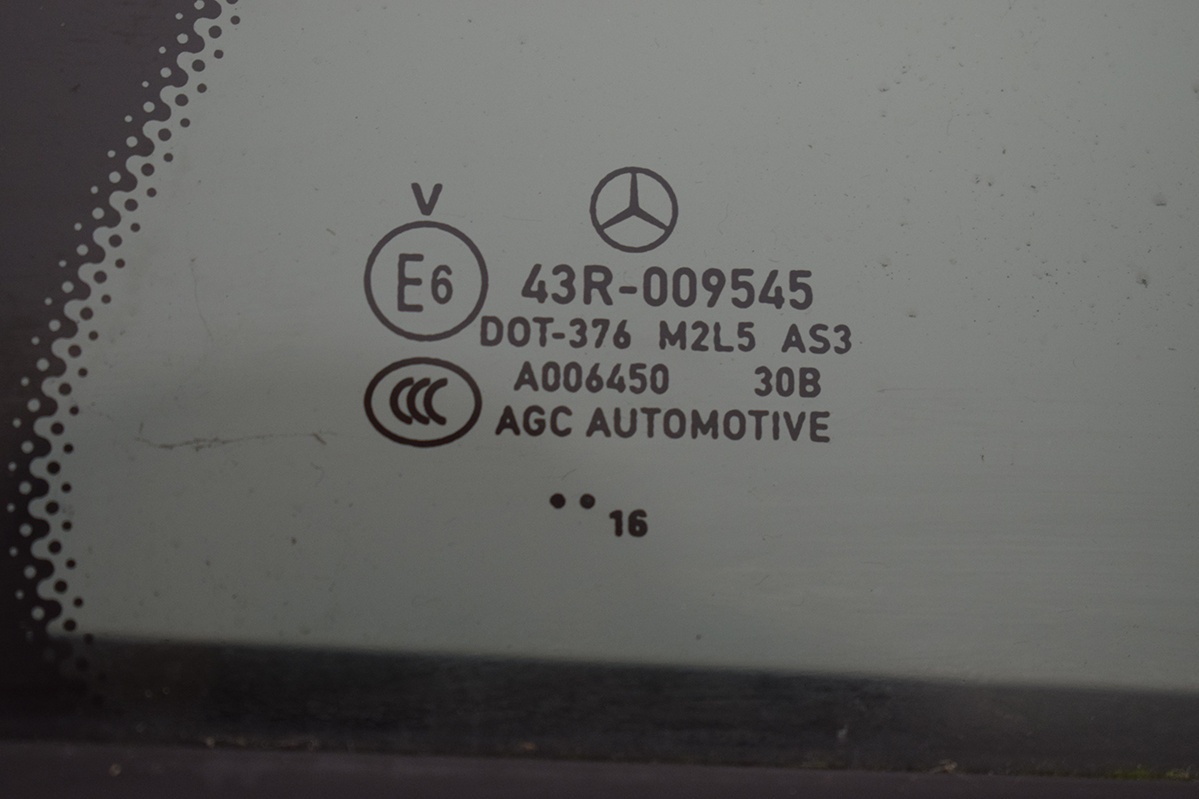 V
E6
43R-009545
DOT-376 M2L5 AS3
A006450 30B
CCC
AGC AUTOMOTIVE
•• 16